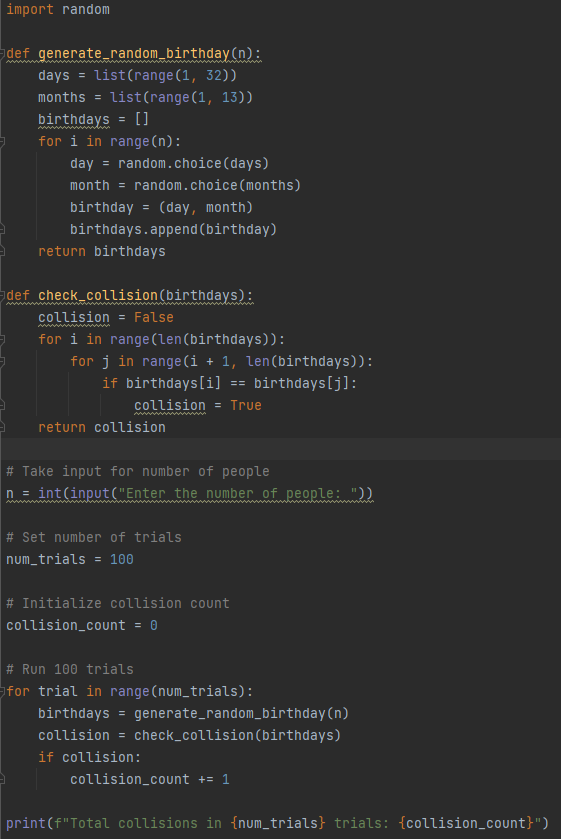 import random
def generate_random_birthday(n):
    days = list(range(1, 32))
    months = list(range(1, 13))
    birthdays = []
    for i in range(n):
        day = random.choice(days)
        month = random.choice(months)
        birthday = (day, month)
        birthdays.append(birthday)
    return birthdays
def check_collision(birthdays):
    collision = False
    for i in range(len(birthdays)):
        for j in range(i + 1, len(birthdays)):
            if birthdays[i] == birthdays[j]:
                collision = True
    return collision
# Take input for number of people
n = int(input("Enter the number of people: "))
# Set number of trials
num_trials = 100
# Initialize collision count
collision_count = 0
# Run 100 trials
for trial in range(num_trials):
    birthdays = generate_random_birthday(n)
    collision = check_collision(birthdays)
    if collision:
        collision_count += 1
print(f"Total collisions in {num_trials} trials: {collision_count}")